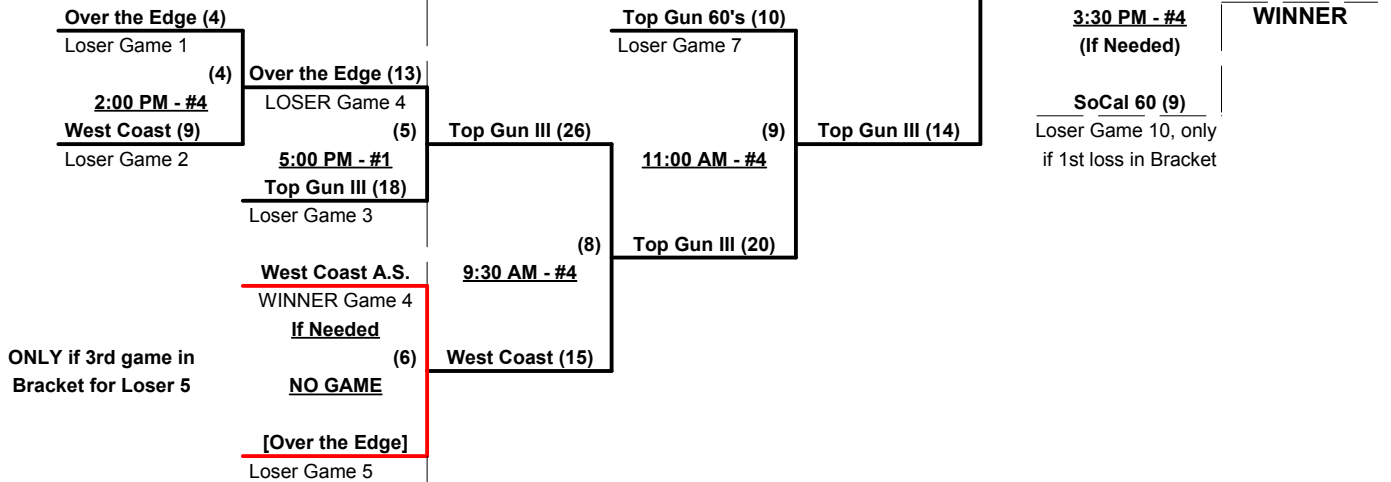 Over the Edge (4)
Loser Game 1
(4)
2:00 PM - #4
West Coast (9)
Loser Game 2
Over the Edge (13)
LOSER Game 4
(5)
5:00 PM - #1
Top Gun III (18)
Loser Game 3
West Coast A.S.
WINNER Game 4
If Needed
(6)
NO GAME
[Over the Edge]
Loser Game 5
ONLY if 3rd game in
Bracket for Loser 5
Top Gun III (26)
(8)
9:30 AM - #4
West Coast (15)
Top Gun 60's (10)
Loser Game 7
(9)
11:00 AM - #4
Top Gun III (20)
Top Gun III (14)
3:30 PM - #4
(If Needed)
SoCal 60 (9)
Loser Game 10, only
if 1st loss in Bracket
WINNER